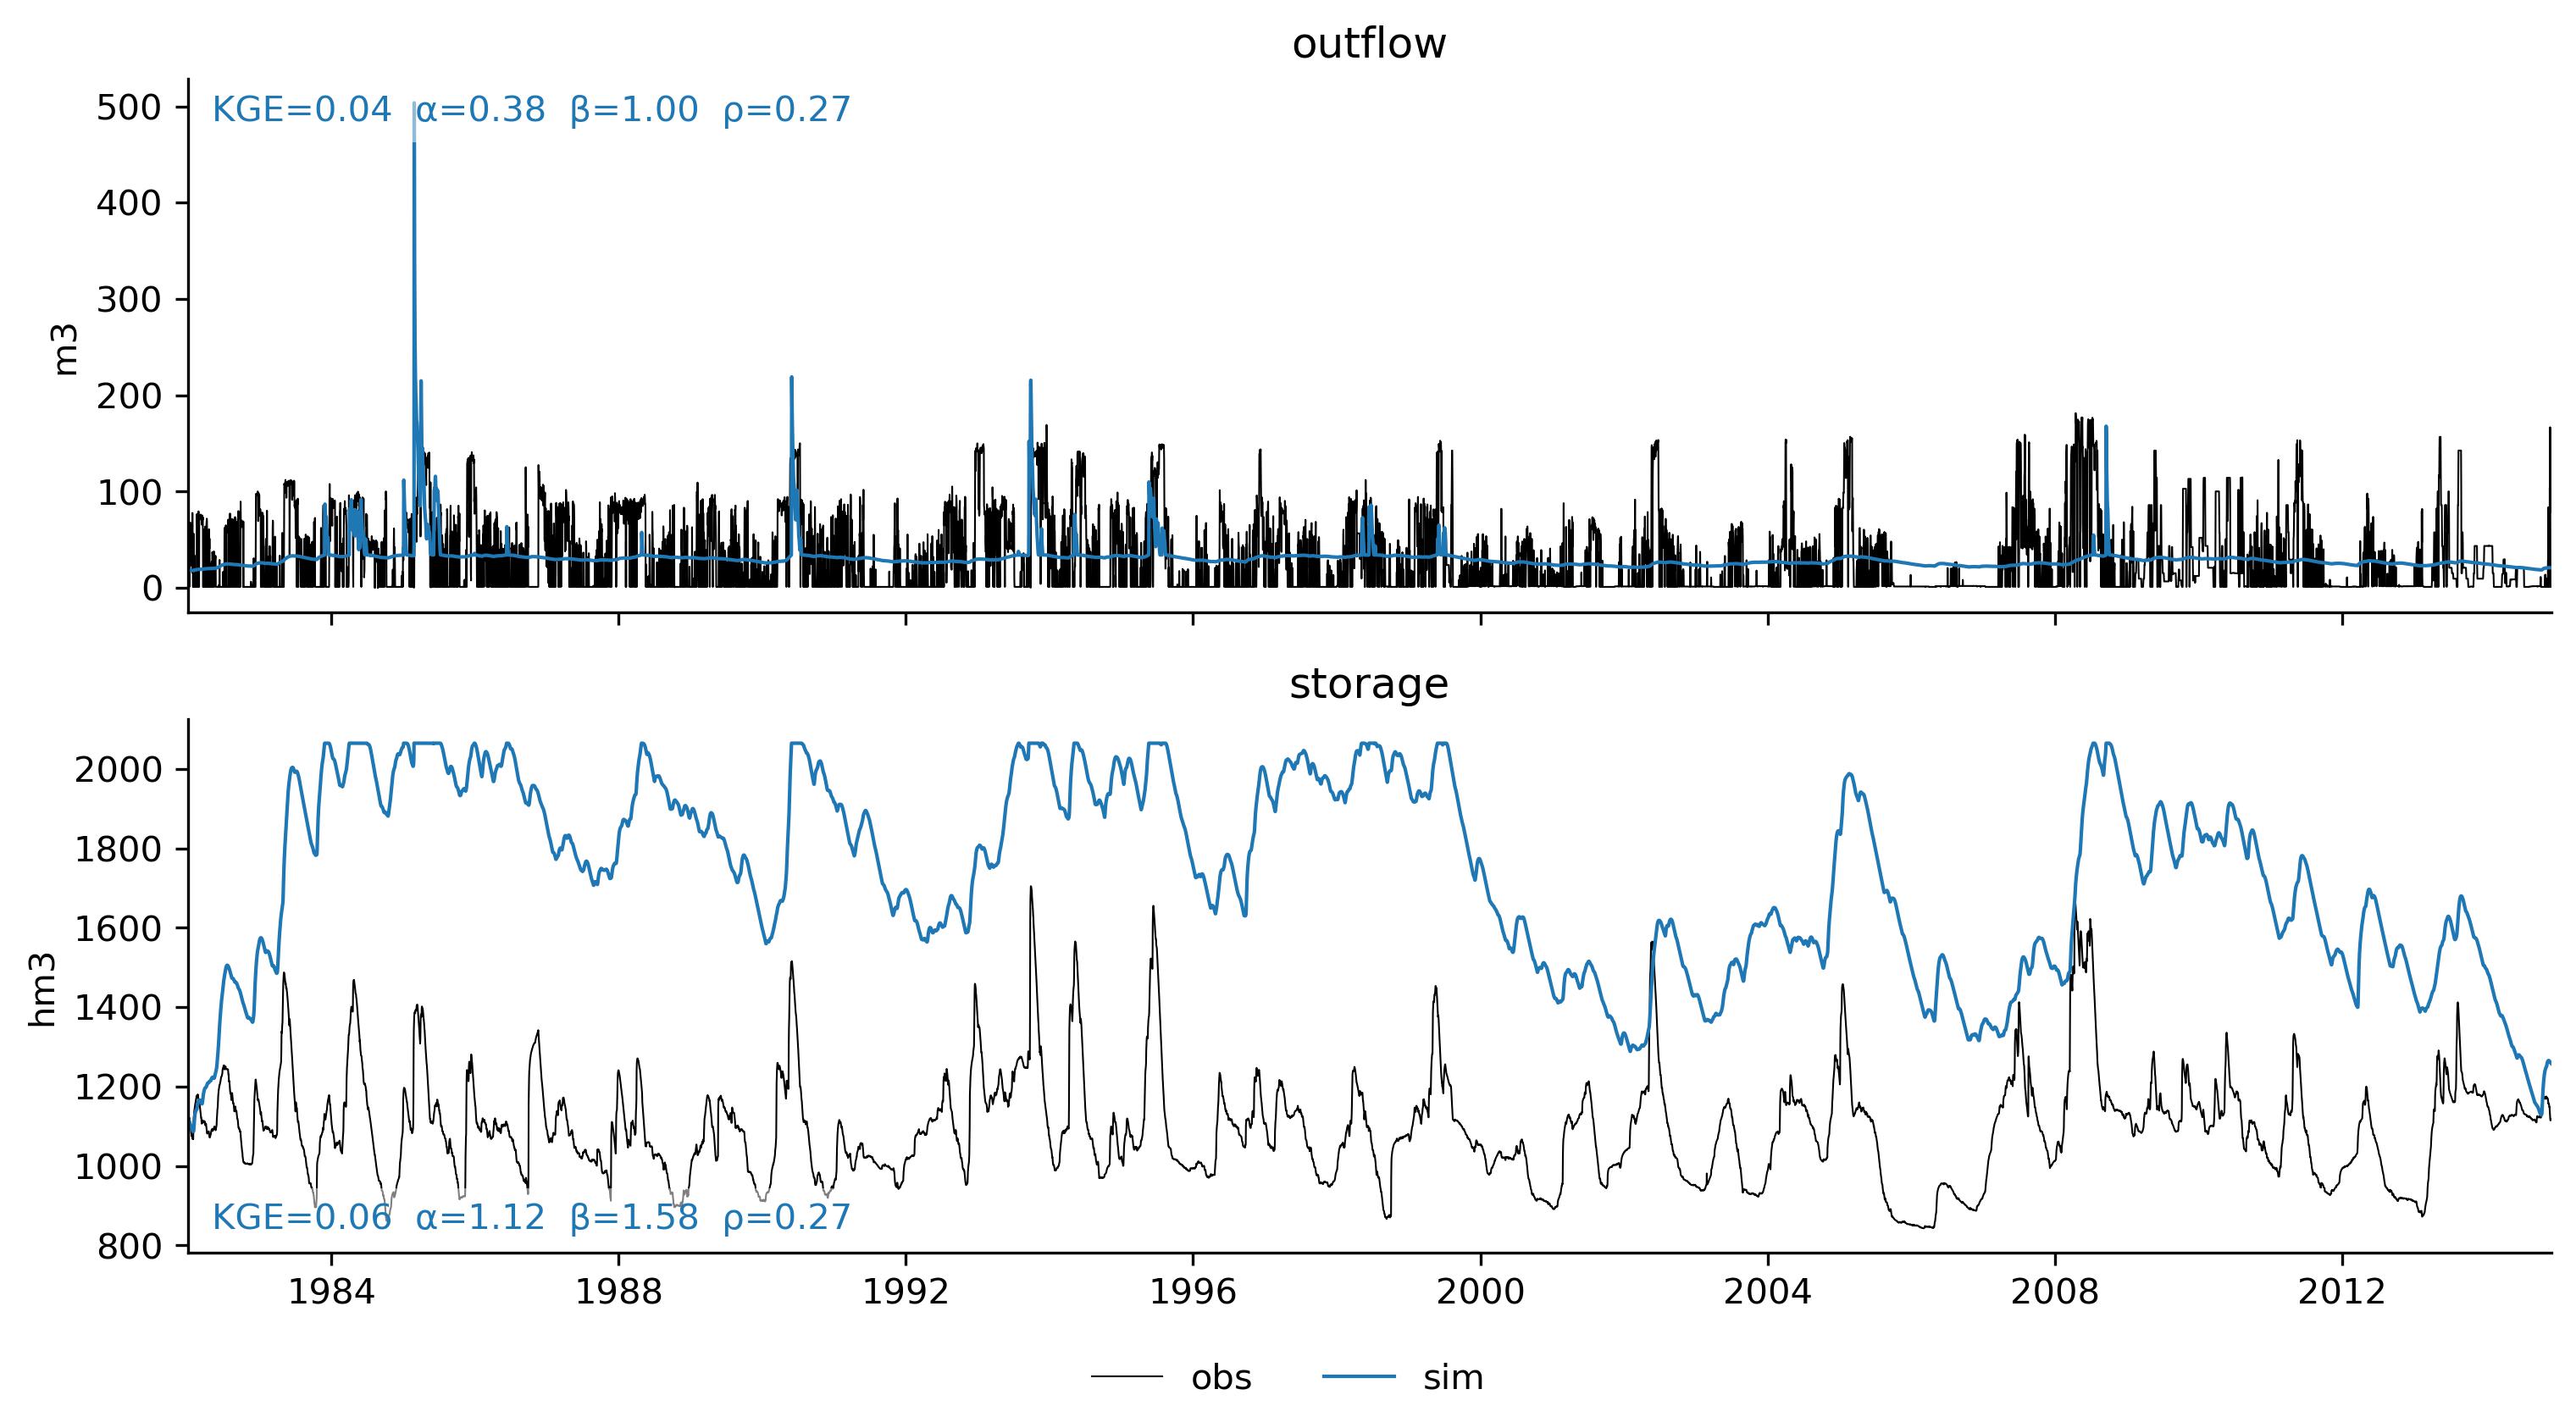 outflow
KGE=0.04  α=0.38  β=1.00  ρ=0.27
500
400
300
200
100
0
m3
storage
2000
1800
1600
1400
1200
1000
800
hm3
KGE=0.06  α=1.12  β=1.58  ρ=0.27
1984 1988 1992 1996 2000 2004 2008 2012
obs sim